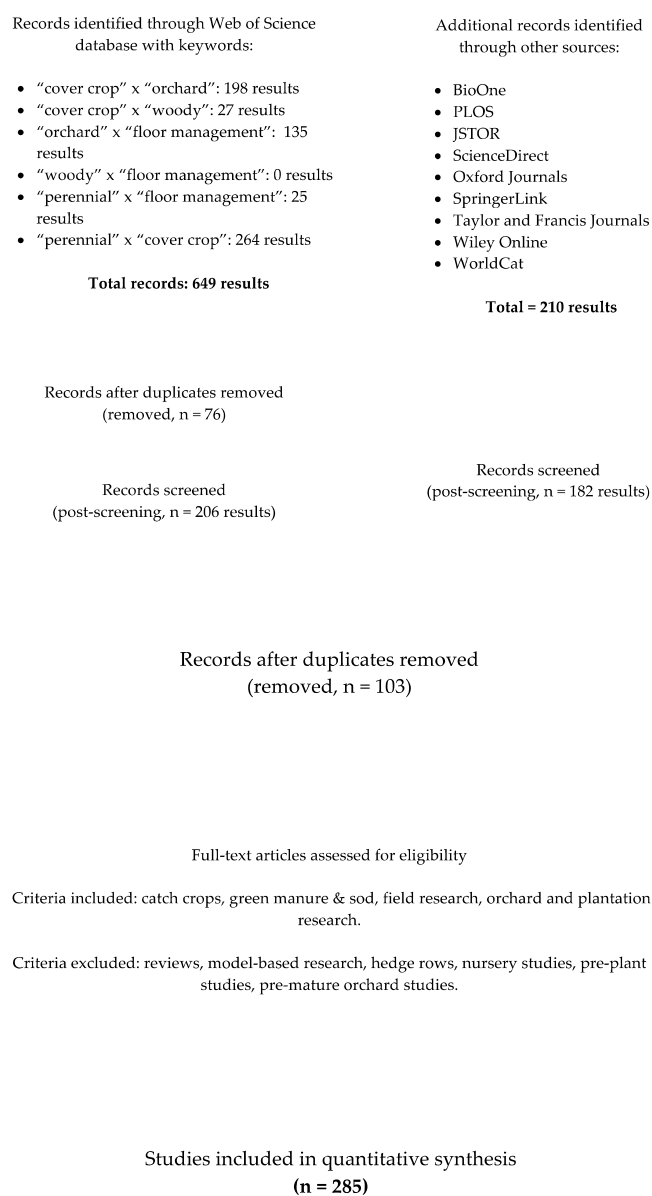 Records identified through Web of Science
database with keywords:
• “cover crop” x “orchard”: 198 results
• “cover crop” x “woody”: 27 results
• “orchard” x “floor management”: 135
results
• “woody” x “floor management”: 0 results
• “perennial” x “floor management”: 25
results
• “perennial” x “cover crop”: 264 results
Total records: 649 results
Additional records identified
through other sources:
• BioOne
• PLOS
• JSTOR
• ScienceDirect
• Oxford Journals
• SpringerLink
• Taylor and Francis Journals
• Wiley Online
• WorldCat
Total = 210 results
Records after duplicates removed
(removed, n = 76)
Records screened
(post-screening, n = 206 results)
Records screened
(post-screening, n = 182 results)
Records after duplicates removed
(removed, n = 103)
Full-text articles assessed for eligibility
Criteria included: catch crops, green manure & sod, field research, orchard and plantation
research.
Criteria excluded: reviews, model-based research, hedge rows, nursery studies, pre-plant
studies, pre-mature orchard studies.
Studies included in quantitative synthesis
(n = 285)